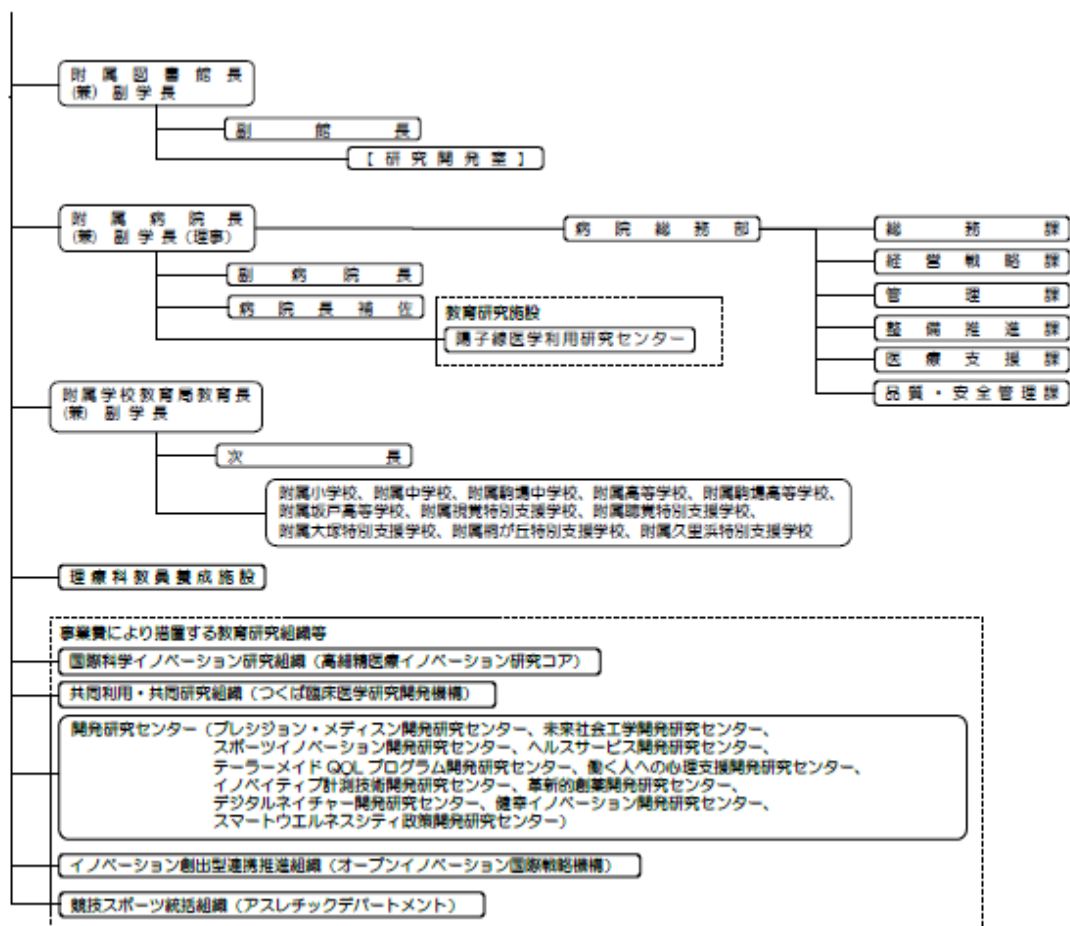 附属図書館長
(兼) 副学長
副館長
【研究開発室】
附属病院長
(兼) 副学長(理事)
病院総務部
総務課
経営戦略課
管理課
整備推進課
医療支援課
品質・安全管理課
副病院長
病院長補佐
教育研究施設
陽子線医学利用研究センター
附属学校教育局教育長
(兼) 副学長
次長
附属小学校、附属中学校、附属駒場中学校、附属高等学校、附属駒場高等学校、
附属坂戸高等学校、附属視覚特別支援学校、附属聴覚特別支援学校、
附属大塚特別支援学校、附属桐が丘特別支援学校、附属久里浜特別支援学校
理療科教員養成施設
事業費により措置する教育研究組織等
国際科学イノベーション研究組織（高細精医療イノベーション研究コア）
共同利用・共同研究組織（つくば臨床医学研究開発機構）
開発研究センター（プレシジョン・メディスン開発研究センター、未来社会工学開発研究センター、
スポーツイノベーション開発研究センター、ヘルスサービス開発研究センター、
テーラーメイド QOL プログラム開発研究センター、働く人への心理支援開発研究センター、
イノベイティブ計測技術開発研究センター、革新的創薬開発研究センター、
デジタルネイチャー開発研究センター、健幸イノベーション開発研究センター、
スマートウエルネスシティ政策開発研究センター）
イノベーション創出型連携推進組織（オープンイノベーション国際戦略機構）
競技スポーツ統括組織（アスレチックデパートメント）